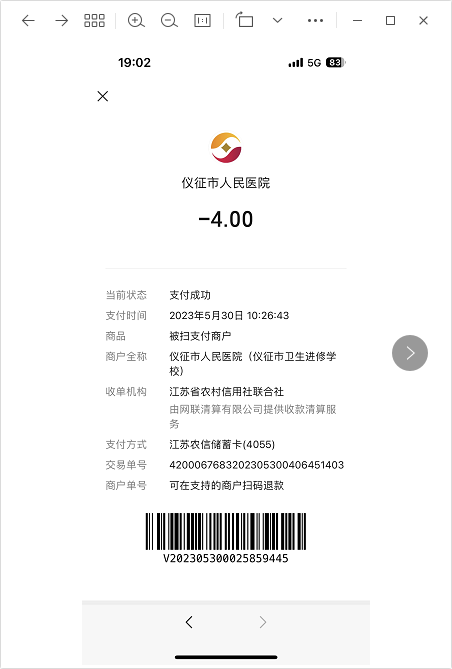 1:1
19:02
5G 83
仪征市人民医院
-4.00
当前状态 支付成功
支付时间 2023年5月30日 10:26:43
商品 被扫支付商户
商户全称 仪征市人民医院（仪征市卫生进修学
校）
收单机构 江苏省农村信用社联合社
由网联清算有限公司提供收款清算服
务
支付方式 江苏农信储蓄卡(4055)
交易单号 4200067683202305300406451403
商户单号 可在支持的商户扫码退款
V202305300025859445